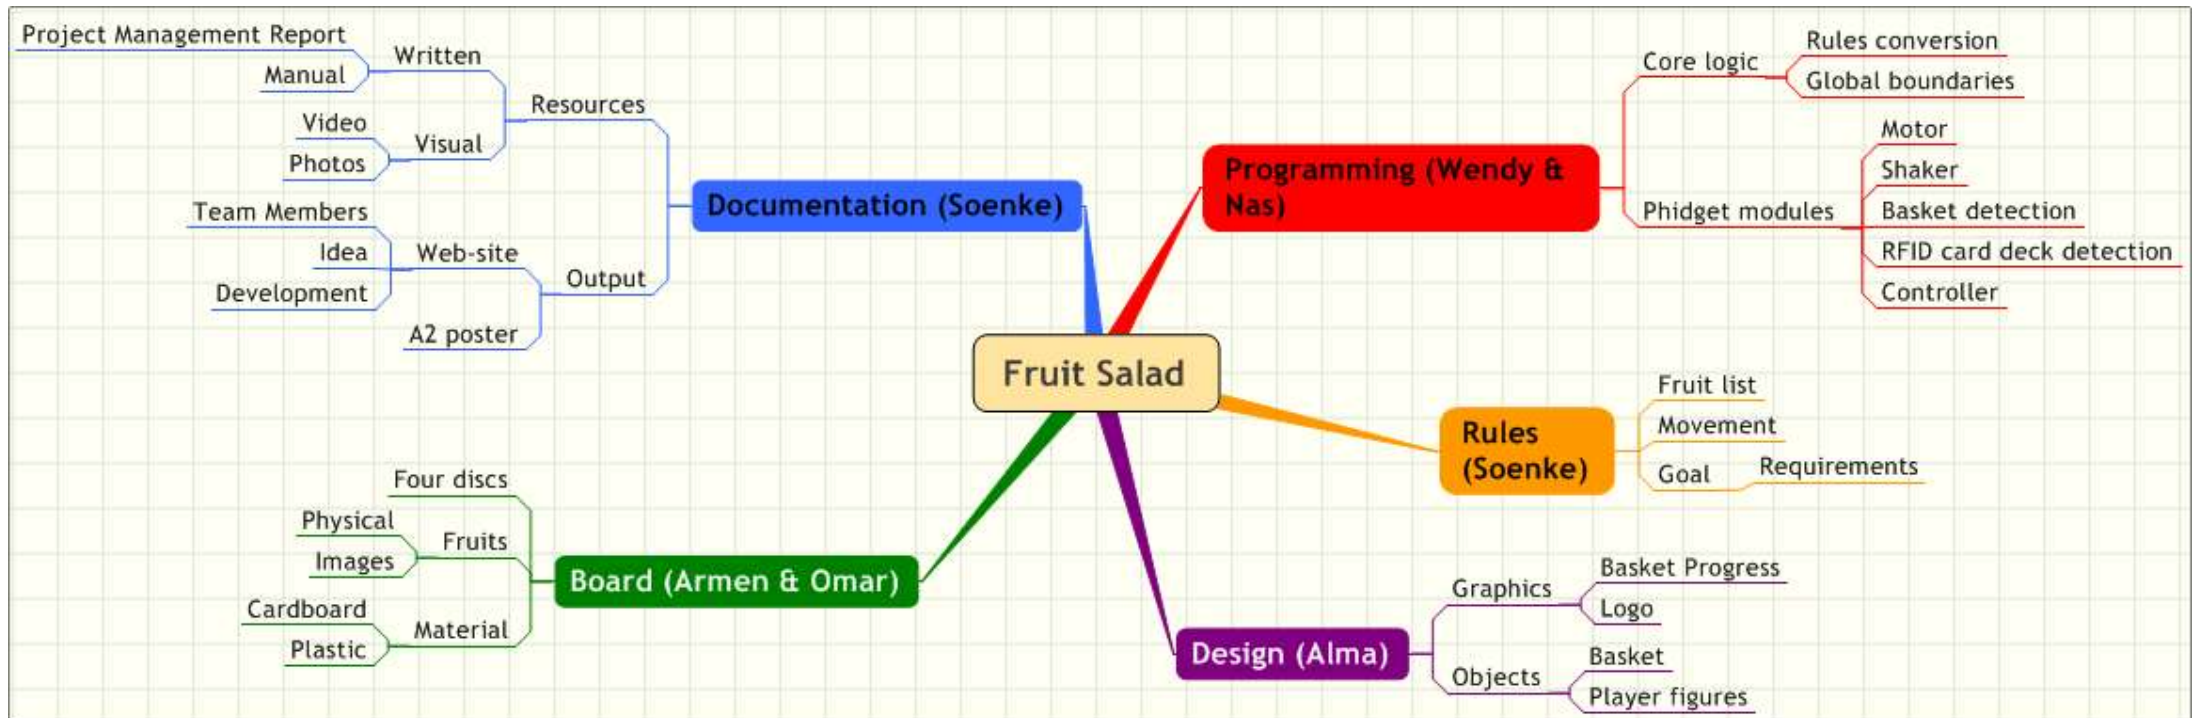 Project Management Report
Written
Manual
Resources
Video
Visual
Photos
Documentation (Soenke)
Team Members
Idea
Web-site
Development
Output
A2 poster
Programming (Wendy &
Nas)
Core logic
Rules conversion
Global boundaries
Phidget modules
Motor
Shaker
Basket detection
RFID card deck detection
Controller
Fruit Salad
Rules
(Soenke)
Fruit list
Movement
Goal
Requirements
Four discs
Physical
Fruits
Images
Board (Armen & Omar)
Cardboard
Material
Plastic
Design (Alma)
Graphics
Basket Progress
Logo
Objects
Basket
Player figures